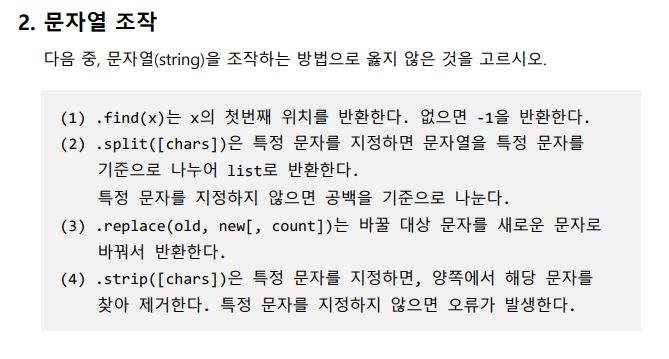 2. 문자열 조작
다음 중, 문자열(string)을 조작하는 방법으로 옳지 않은 것을 고르시오.
(1) .find(x)는 x의 첫번째 위치를 반환한다. 없으면 -1을 반환한다.
(2) .split([chars])은 특정 문자를 지정하면 문자열을 특정 문자를
기준으로 나누어 list로 반환한다.
특정 문자를 지정하지 않으면 공백을 기준으로 나눈다.
(3) .replace(old, new[, count])는 바꿀 대상 문자를 새로운 문자로
바꿔서 반환한다.
(4) .strip([chars])은 특정 문자를 지정하면, 양쪽에서 해당 문자를
찾아 제거한다. 특정 문자를 지정하지 않으면 오류가 발생한다.